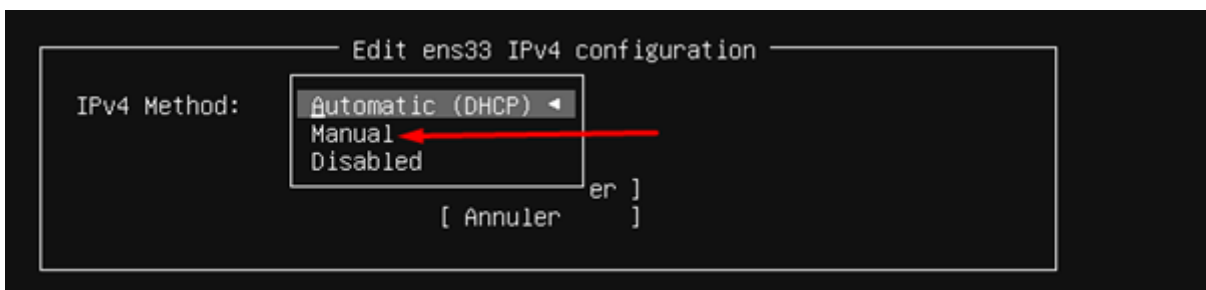 Edit ens33 IPv4 configuration
IPv4 Method: Automatic (DHCP) ◄
Manual
Disabled
er ]
[ Annuler ]